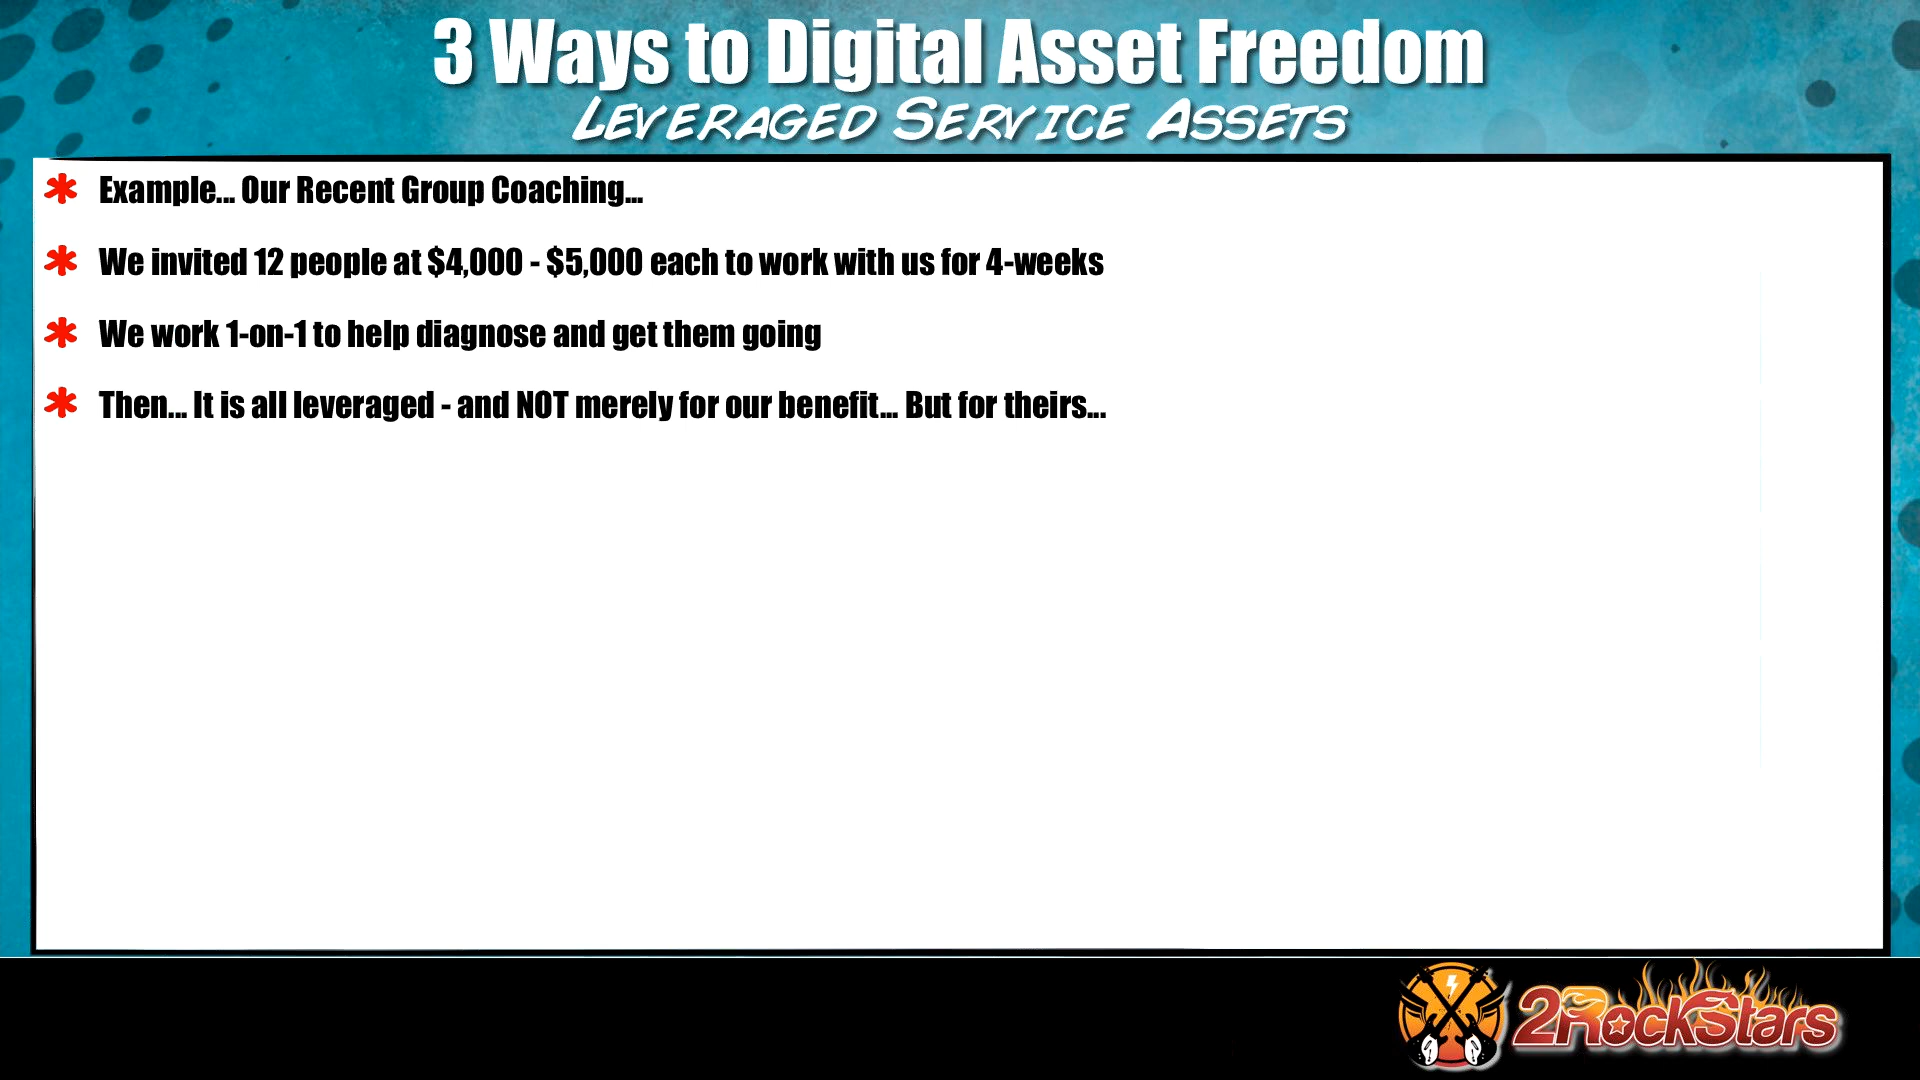 3 Ways to Digital Asset Freedom
Leveraged Service Assets
Example... Our Recent Group Coaching...
We invited 12 people at $4,000 - $5,000 each to work with us for 4-weeks
We work 1-on-1 to help diagnose and get them going
Then... It is all leveraged - and NOT merely for our benefit... But for theirs...
2RockStars